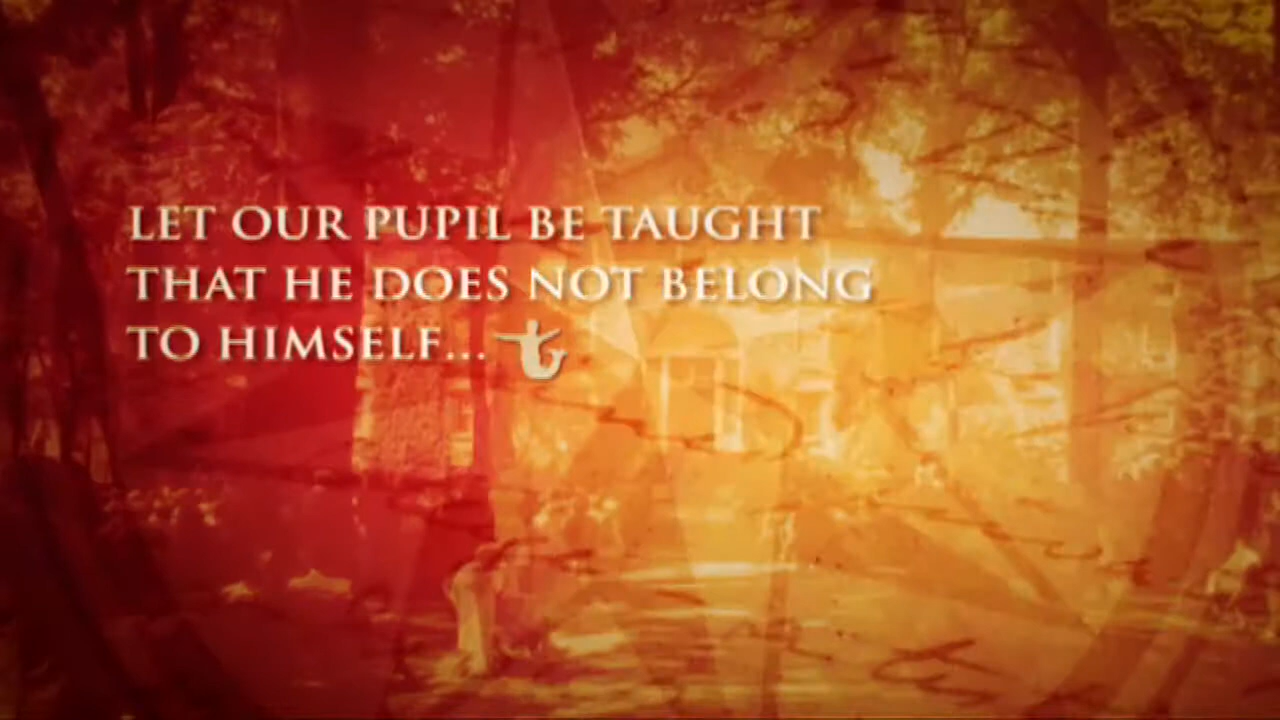 LET OUR PUPIL BE TAUGHT
THAT HE DOES NOT BELONG
TO HIMSELF...